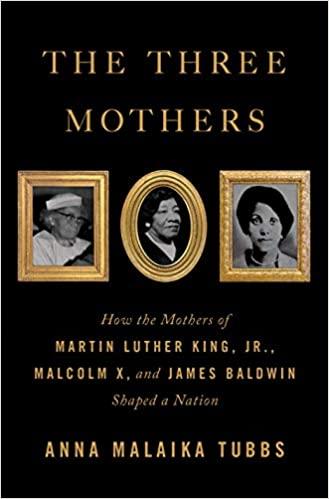 THE THREE
MOTHERS
How the Mothers of
MARTIN LUTHER KING, JR.,
MALCOLM X, and JAMES BALDWIN
Shaped a Nation
ANNA MALAIKA TUBBS